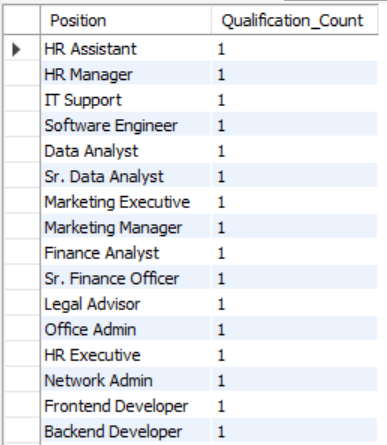 Position Qualification_Count
HR Assistant 1
HR Manager 1
IT Support 1
Software Engineer 1
Data Analyst 1
Sr. Data Analyst 1
Marketing Executive 1
Marketing Manager 1
Finance Analyst 1
Sr. Finance Officer 1
Legal Advisor 1
Office Admin 1
HR Executive 1
Network Admin 1
Frontend Developer 1
Backend Developer 1